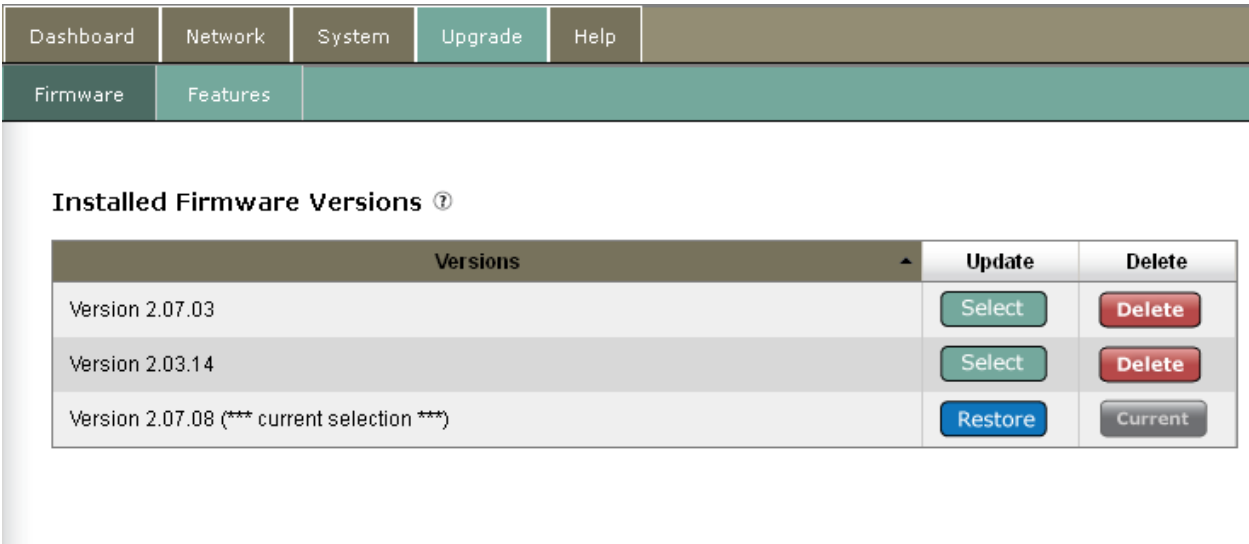 Dashboard Network System Upgrade Help
Firmware Features
Installed Firmware Versions ?
Versions Update Delete
Version 2.07.03 Select Delete
Version 2.03.14 Select Delete
Version 2.07.08 (*** current selection ***) Restore Current